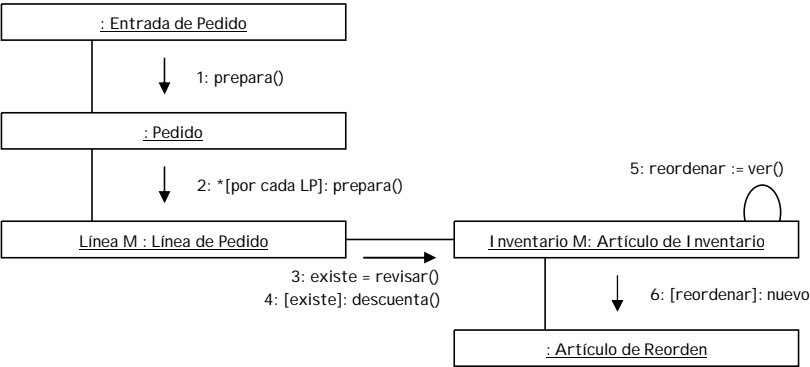 : Entrada de Pedido
1: prepara()
: Pedido
2: *[por cada LP]: prepara()
5: reordenar := ver()
Línea M : Línea de Pedido
Inventario M: Artículo de Inventario
3: existe = revisar()
4: [existe]: descuenta()
6: [reordenar]: nuevo
: Artículo de Reorden